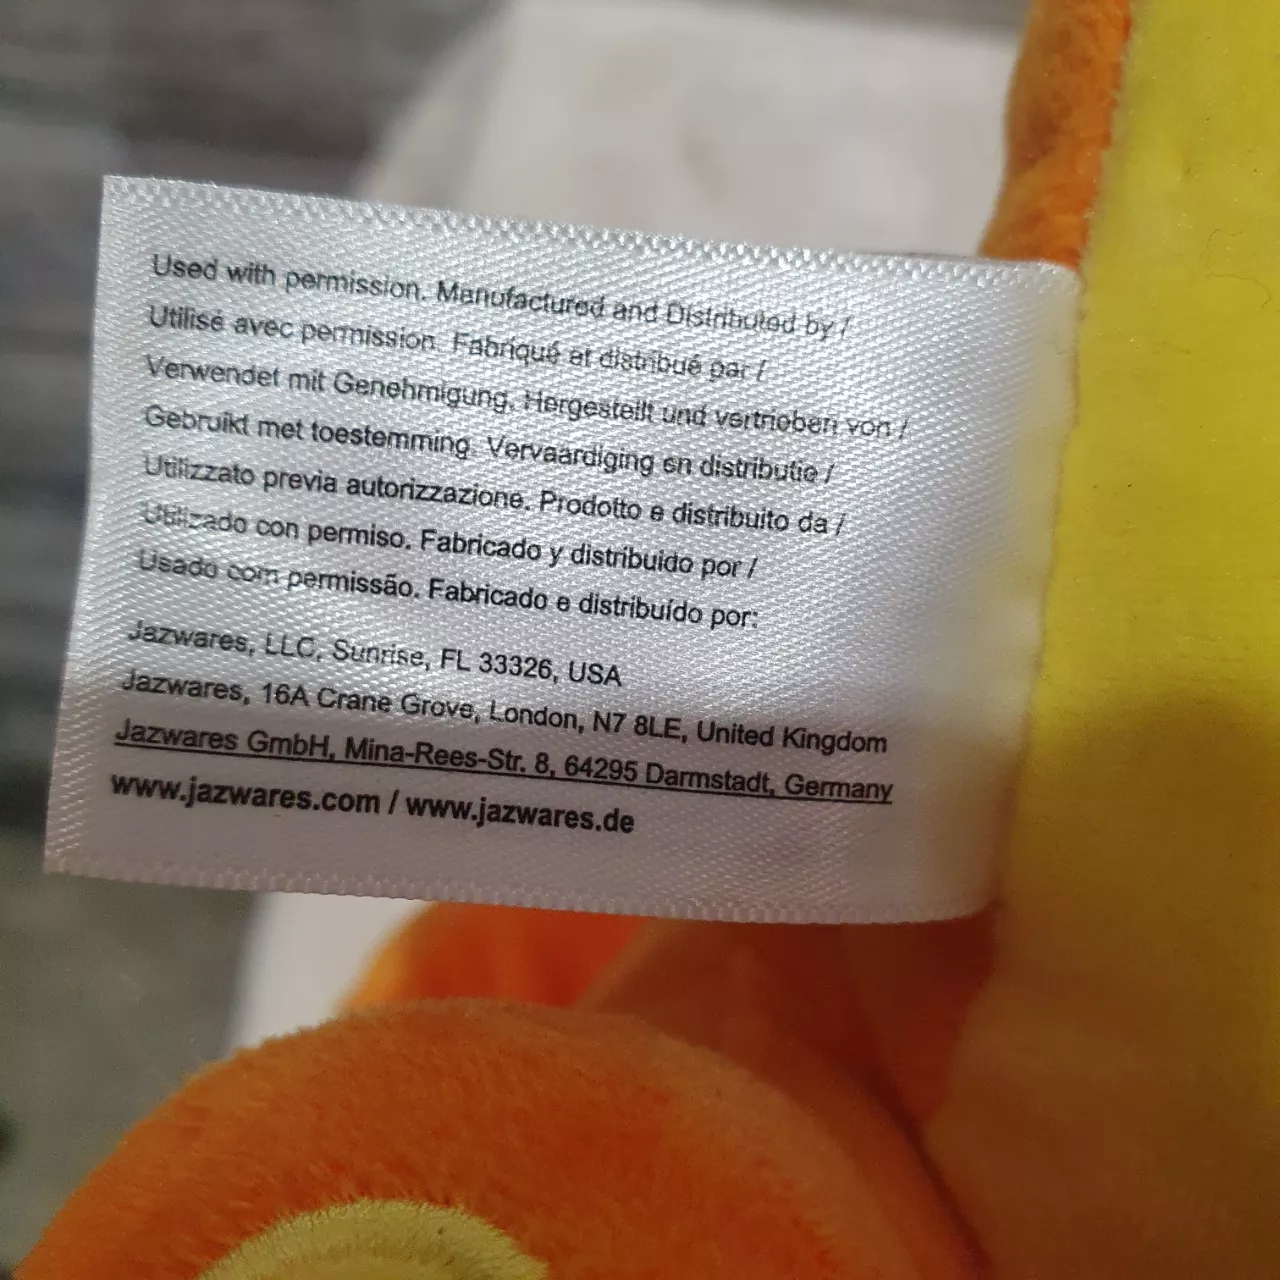 Used with permission. Manufactured and Distributed by /
Utilisé avec permission. Fabriqué et distribué par /
Verwendet mit Genehmigung. Hergestellt und vertrieben von /
Gebruikt met toestemming. Vervaardiging en distributie /
Utilizzato previa autorizzazione. Prodotto e distribuito da /
Utilizado con permiso. Fabricado y distribuido por /
Usado com permissão. Fabricado e distribuído por:
Jazwares, LLC, Sunrise, FL 33326, USA
Jazwares, 16A Crane Grove, London, N7 8LE, United Kingdom
Jazwares GmbH, Mina-Rees-Str. 8, 64295 Darmstadt, Germany
www.jazwares.com / www.jazwares.de